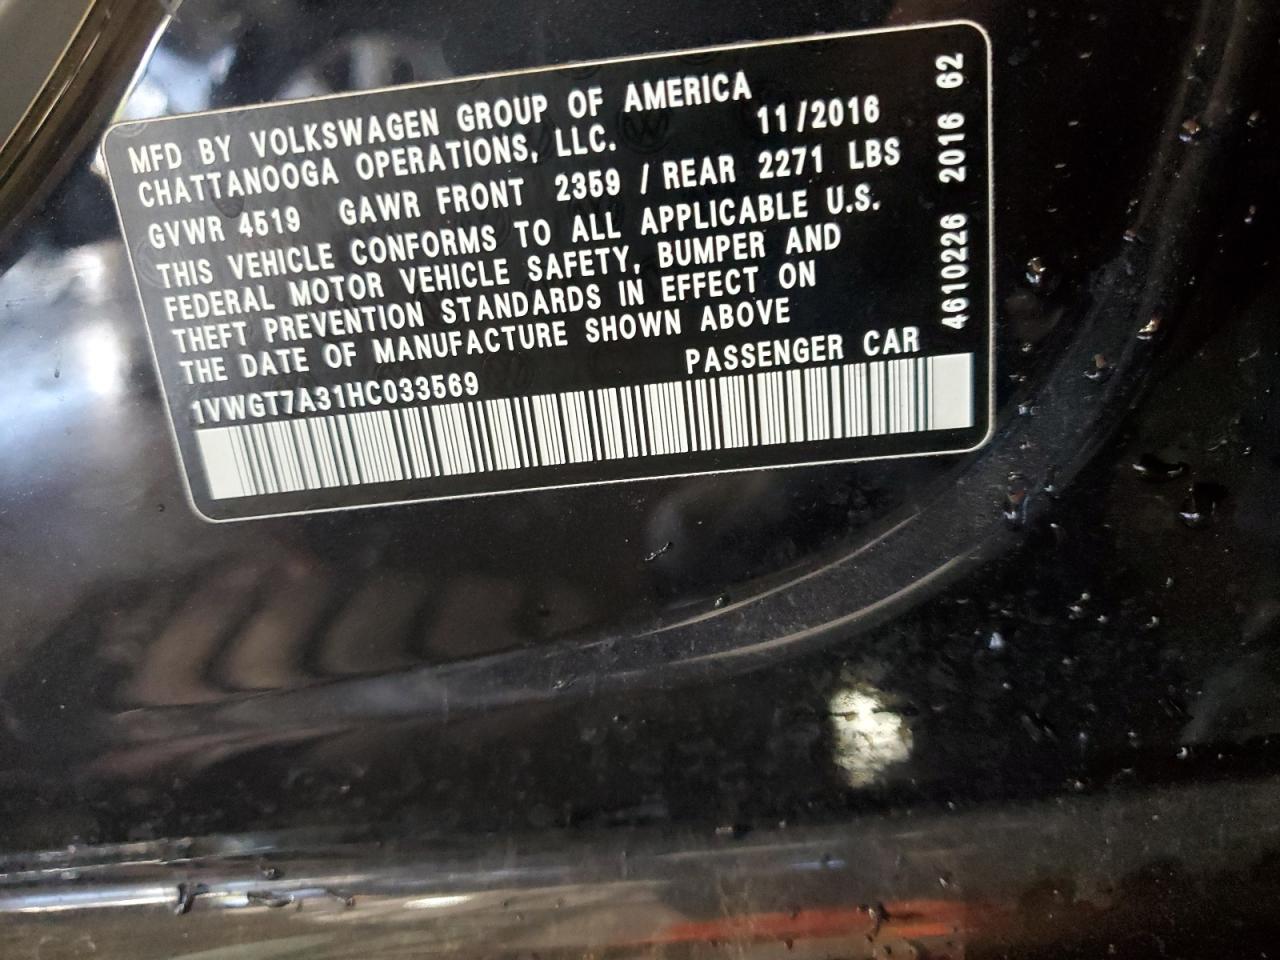 MFD BY VOLKSWAGEN GROUP OF AMERICA
CHATTANOOGA OPERATIONS, LLC. 11/2016
GVWR 4519 GAWR FRONT 2359 / REAR 2271 LBS
THIS VEHICLE CONFORMS TO ALL APPLICABLE U.S.
FEDERAL MOTOR VEHICLE SAFETY, BUMPER AND
THEFT PREVENTION STANDARDS IN EFFECT ON
THE DATE OF MANUFACTURE SHOWN ABOVE
1VWGT7A31HC033569 PASSENGER CAR
4610226 2016 62